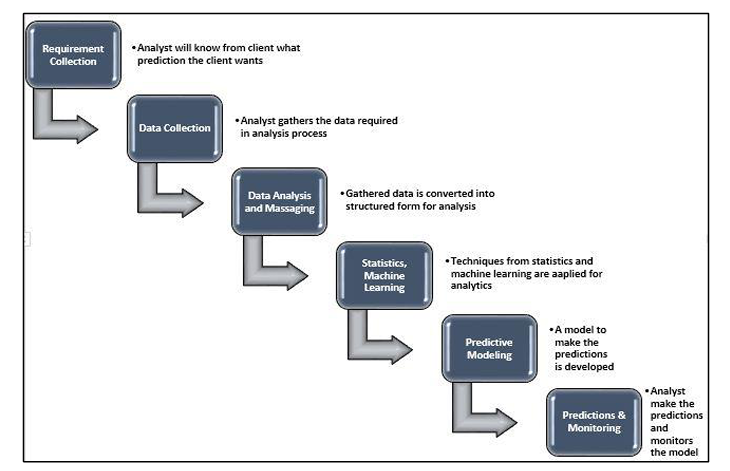 Requirement
Collection
•Analyst will know from client what
prediction the client wants
Data Collection
•Analyst gathers the data required
in analysis process
Data Analysis
and Massaging
•Gathered data is converted into
structured form for analysis
Statistics,
Machine
Learning
•Techniques from statistics and
machine learning are aaplied for
analytics
Predictive
Modeling
•A model to
make the
predictions
is developed
Predictions &
Monitoring
•Analyst
make the
predictions
and
monitors
the model